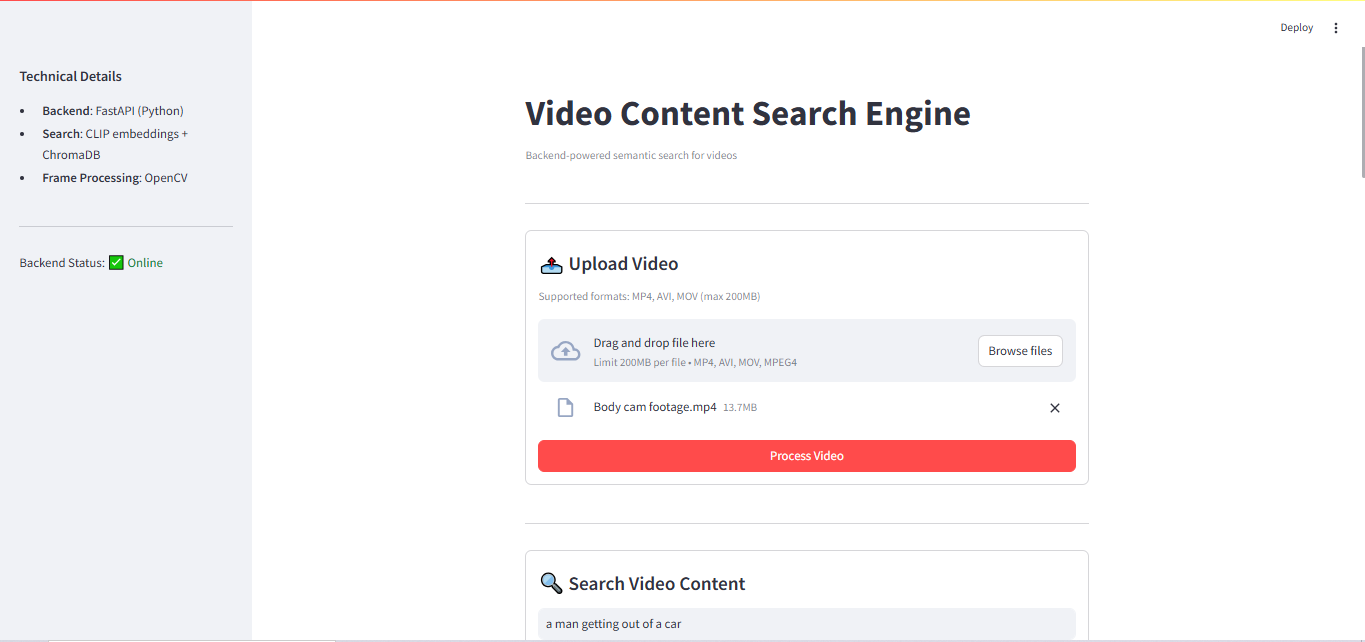 Deploy
Technical Details
• Backend: FastAPI (Python)
• Search: CLIP embeddings +
ChromaDB
• Frame Processing: OpenCV
Backend Status: ✅ Online
Video Content Search Engine
Backend-powered semantic search for videos
📤 Upload Video
Supported formats: MP4, AVI, MOV (max 200MB)
Drag and drop file here
Limit 200MB per file • MP4, AVI, MOV, MPEG4
Browse files
Body cam footage.mp4 13.7MB
Process Video
🔍 Search Video Content
a man getting out of a car